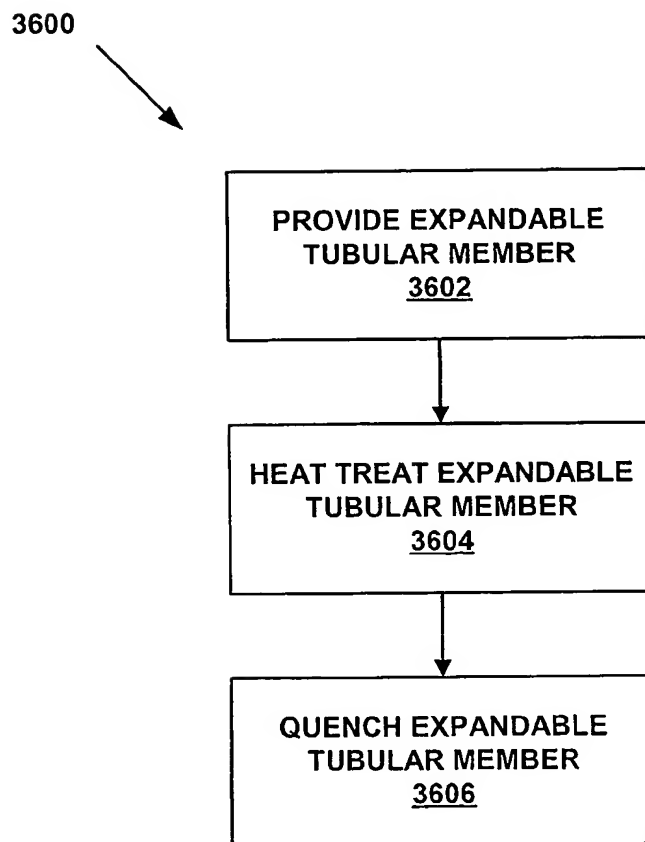 3600
PROVIDE EXPANDABLE
TUBULAR MEMBER
3602
HEAT TREAT EXPANDABLE
TUBULAR MEMBER
3604
QUENCH EXPANDABLE
TUBULAR MEMBER
3606